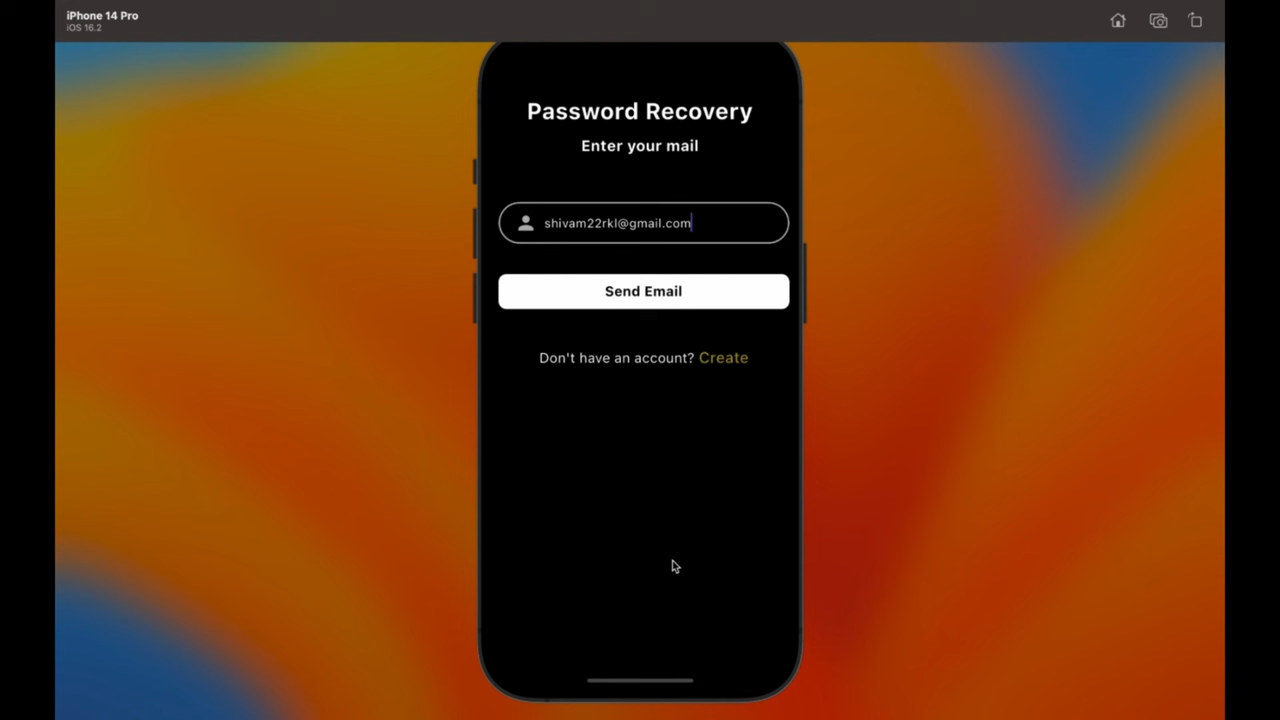 iPhone 14 Pro
iOS 16.2
Password Recovery
Enter your mail
shivam22rkl@gmail.com
Send Email
Don't have an account? Create